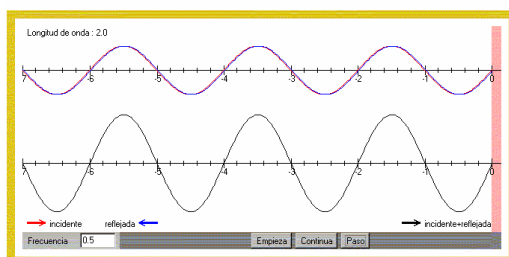 Longitud de onda : 2.0
7 -6 -5 -4 -3 -2 -1 0
7 -6 -5 -4 -3 -2 -1 0
incidente reflejada incidente+reflejada
Frecuencia 0.5 Empieza Continua Paso